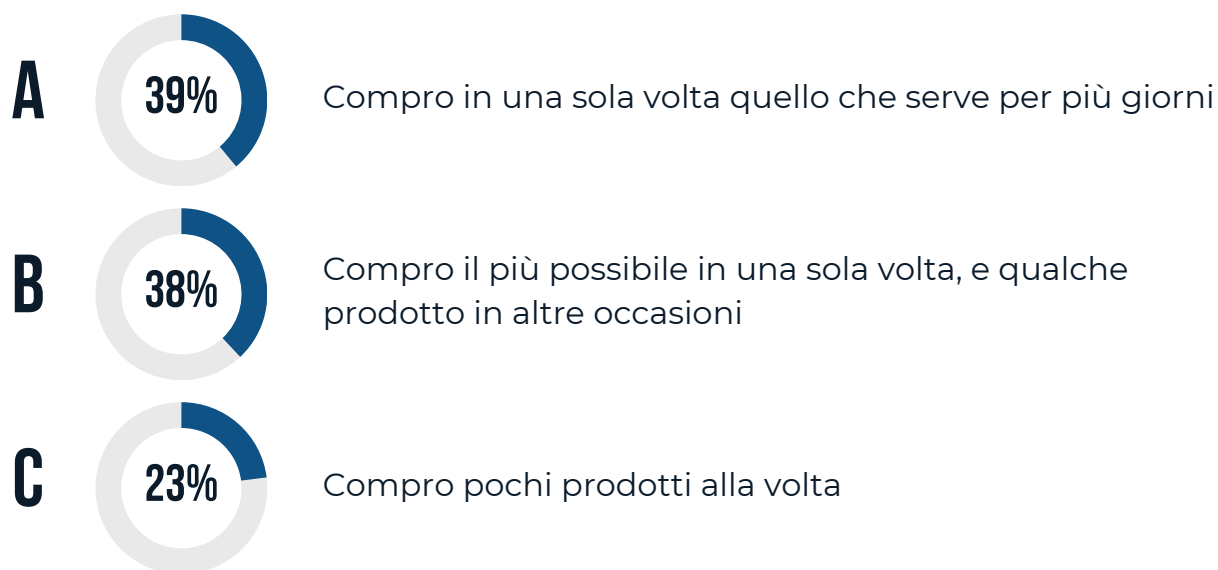 A
39%
Compro in una sola volta quello che serve per più giorni
B
38%
Compro il più possibile in una sola volta, e qualche
prodotto in altre occasioni
C
23%
Compro pochi prodotti alla volta